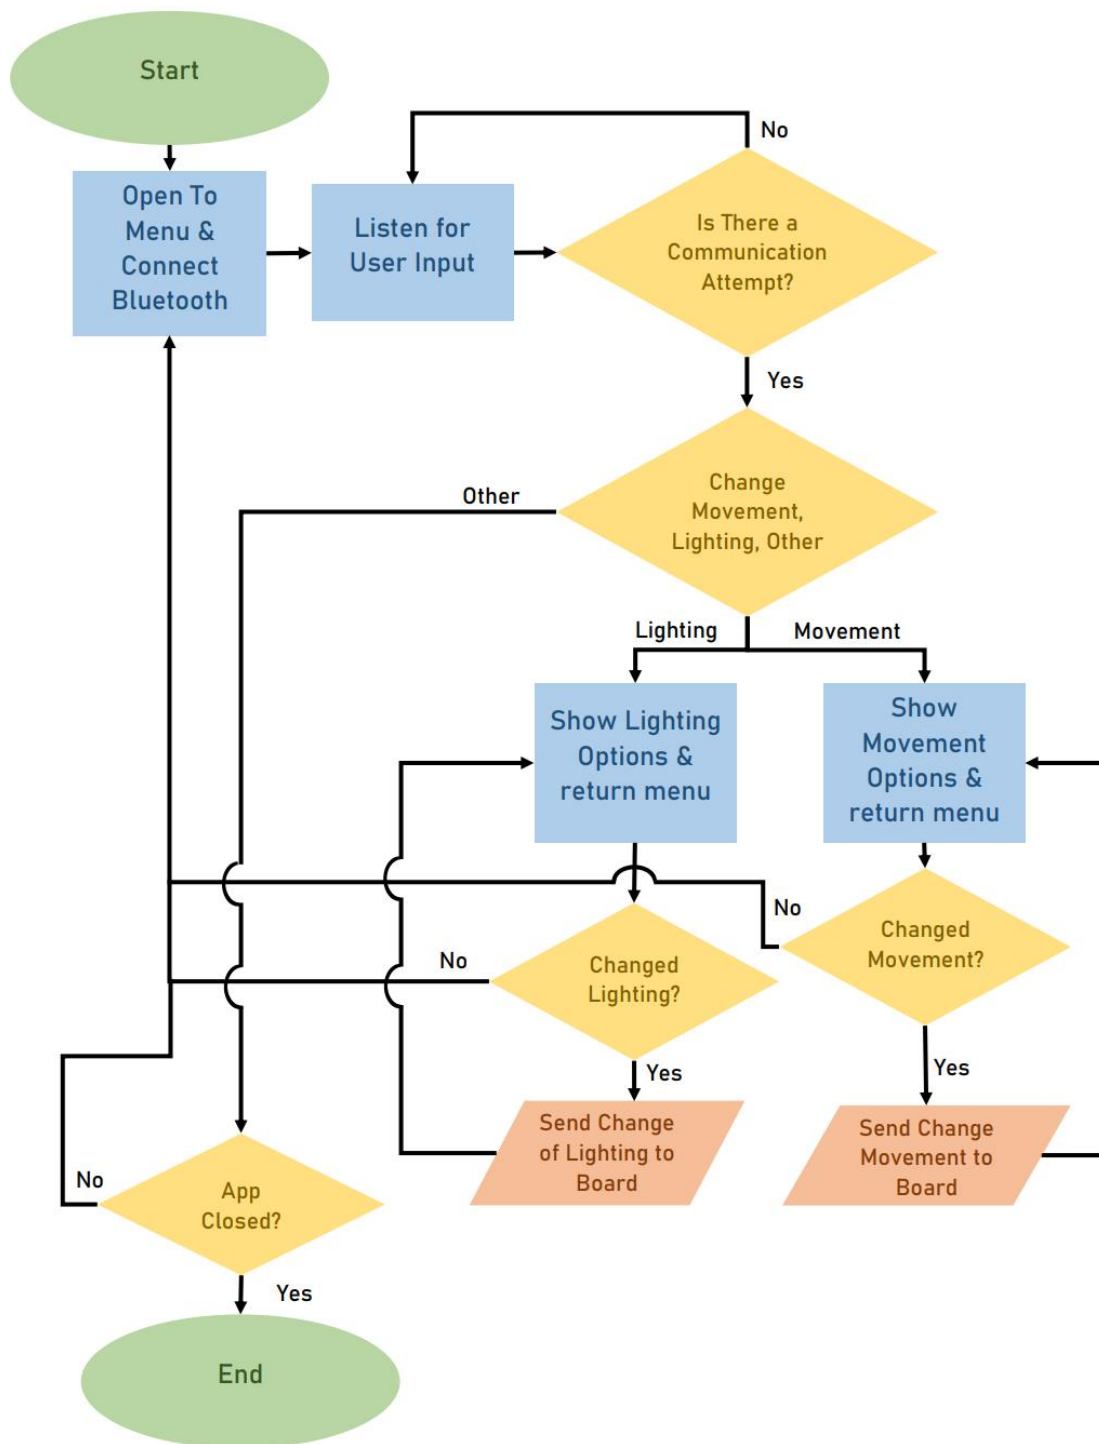 Start
No
Open To
Menu &
Connect
Bluetooth
Listen for
User Input
Is There a
Communication
Attempt?
Yes
Other
Change
Movement,
Lighting, Other
Lighting
Movement
Show Lighting
Options &
return menu
Show
Movement
Options &
return menu
No
Changed
Movement?
No
Changed
Lighting?
Yes
Yes
Send Change
of Lighting to
Board
Send Change
Movement to
Board
No
App
Closed?
Yes
End